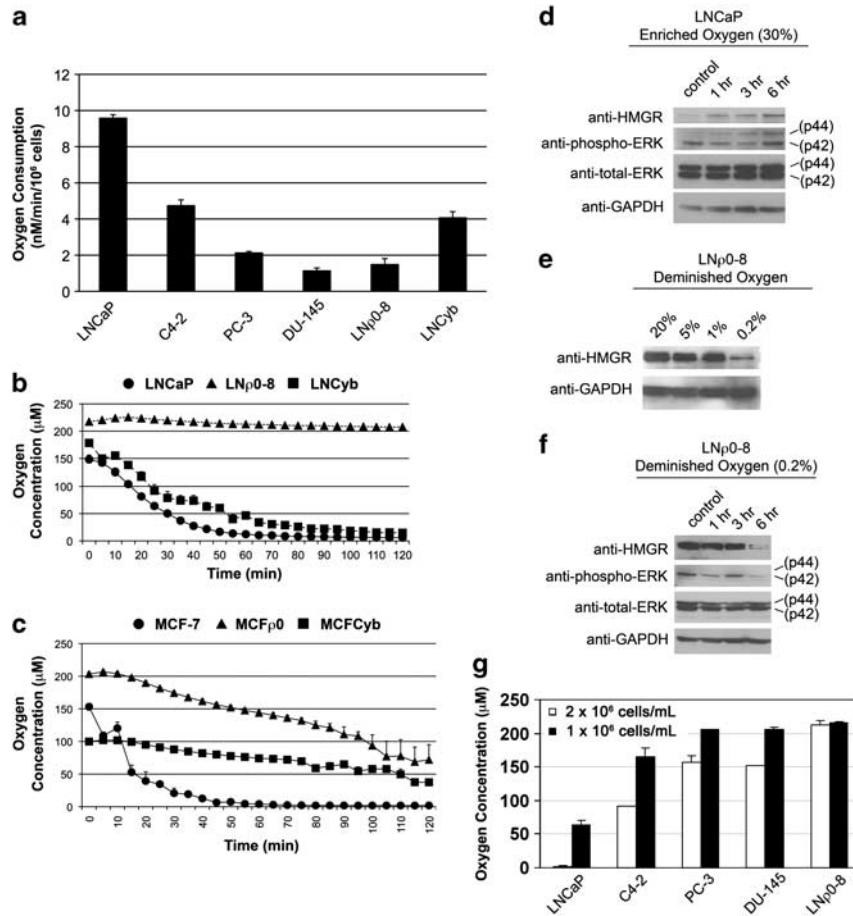 a
Oxygen Consumption
(nM/min/10⁶ cells)
12
10
8
6
4
2
0
LNCaP
C4-2
PC-3
DU-145
LNρ0-8
LNCyb
b
LNCaP LNρ0-8 LNCyb
Oxygen
Concentration (μM)
250
200
150
100
50
0
0 10 20 30 40 50 60 70 80 90 100 110 120
Time (min)
c
MCF-7 MCFρ0 MCFCyb
Oxygen
Concentration (μM)
250
200
150
100
50
0
0 10 20 30 40 50 60 70 80 90 100 110 120
Time (min)
d
LNCaP
Enriched Oxygen (30%)
control 1 hr 3 hr 6 hr
anti-HMGR
anti-phospho-ERK (p44)
(p42)
anti-total-ERK (p44)
(p42)
anti-GAPDH
e
LNρ0-8
Deminished Oxygen
20% 5% 1% 0.2%
anti-HMGR
anti-GAPDH
f
LNρ0-8
Deminished Oxygen (0.2%)
control 1 hr 3 hr 6 hr
anti-HMGR
anti-phospho-ERK (p44)
(p42)
anti-total-ERK (p44)
(p42)
anti-GAPDH
g
Oxygen Concentration (μM)
250
200
150
100
50
0
2 x 10⁶ cells/mL
1 x 10⁶ cells/mL
LNCaP
C4-2
PC-3
DU-145
LNρ0-8